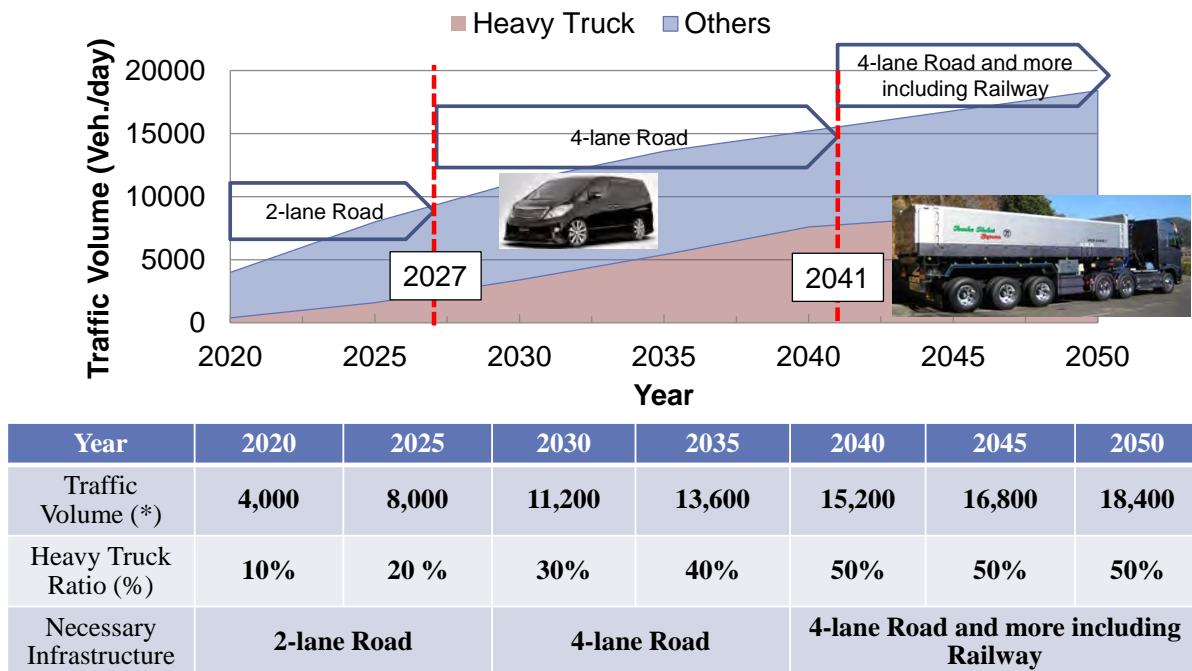 Heavy Truck Others
Traffic Volume (Veh./day)
20000
15000
10000
5000
0
4-lane Road and more
including Railway
4-lane Road
2-lane Road
2027
2041
2020 2025 2030 2035 2040 2045 2050
Year
Year 2020 2025 2030 2035 2040 2045 2050
Traffic
Volume (*) 4,000 8,000 11,200 13,600 15,200 16,800 18,400
Heavy Truck
Ratio (%) 10% 20 % 30% 40% 50% 50% 50%
Necessary
Infrastructure 2-lane Road 4-lane Road 4-lane Road and more including
Railway